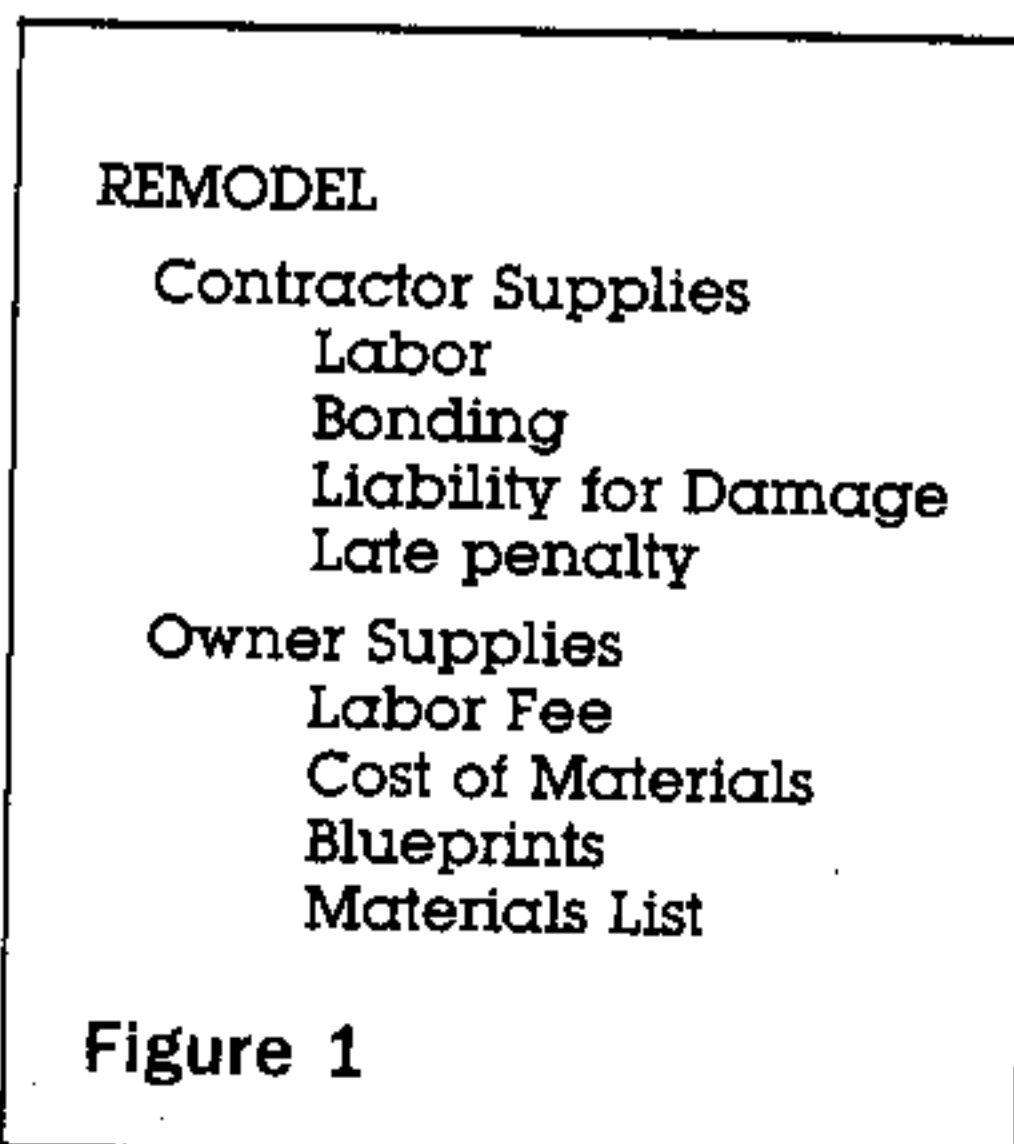 REMODEL
Contractor Supplies
Labor
Bonding
Liability for Damage
Late penalty
Owner Supplies
Labor Fee
Cost of Materials
Blueprints
Materials List
Figure 1